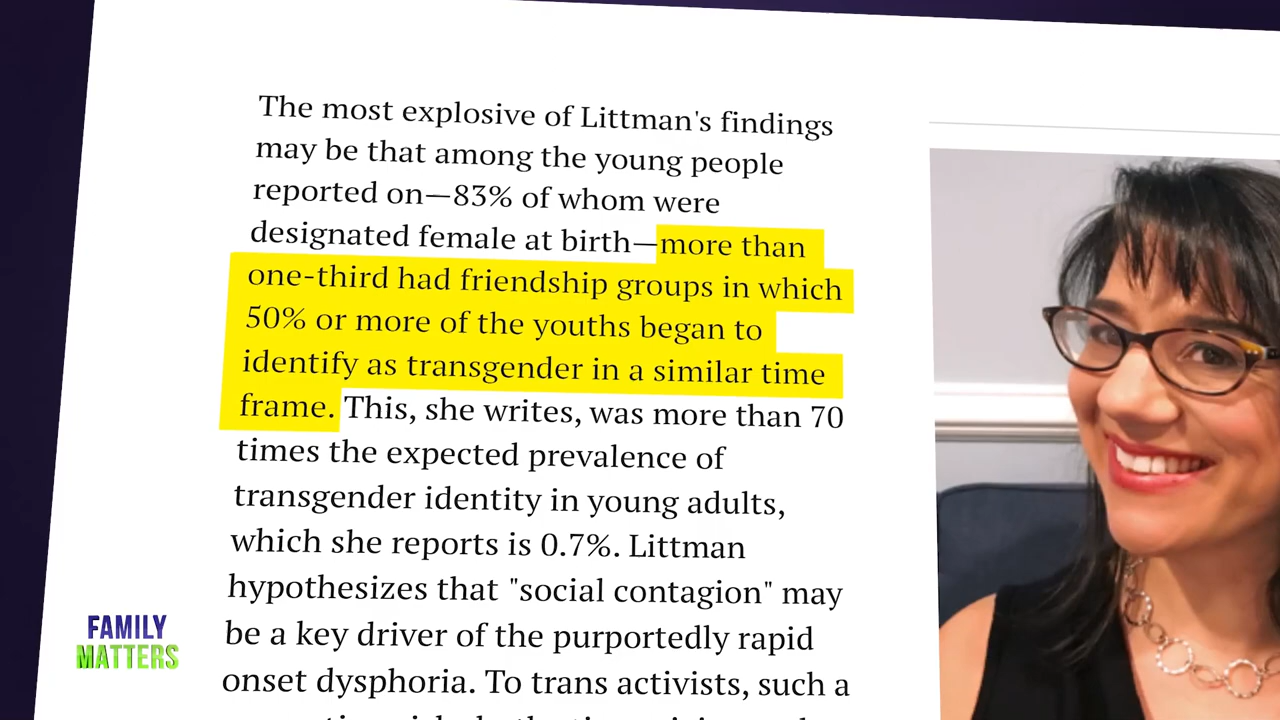 The most explosive of Littman's findings
may be that among the young people
reported on—83% of whom were
designated female at birth—more than
one-third had friendship groups in which
50% or more of the youths began to
identify as transgender in a similar time
frame. This, she writes, was more than 70
times the expected prevalence of
transgender identity in young adults,
which she reports is 0.7%. Littman
hypothesizes that "social contagion" may
be a key driver of the purportedly rapid
onset dysphoria. To trans activists, such a
FAMILY
MATTERS